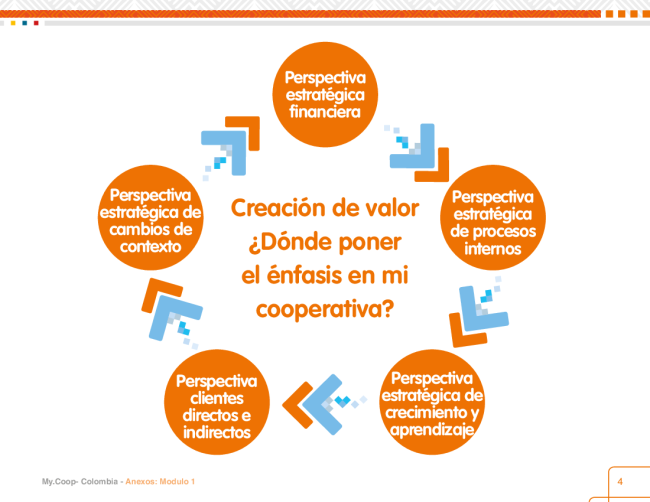 Perspectiva
estratégica
financiera
Perspectiva
estratégica de
cambios de
contexto
Creación de valor
¿Dónde poner
el énfasis en mi
cooperativa?
Perspectiva
estratégica
de procesos
internos
Perspectiva
clientes
directos e
indirectos
Perspectiva
estratégica de
crecimiento y
aprendizaje
My.Coop- Colombia - Anexos: Modulo 1
4